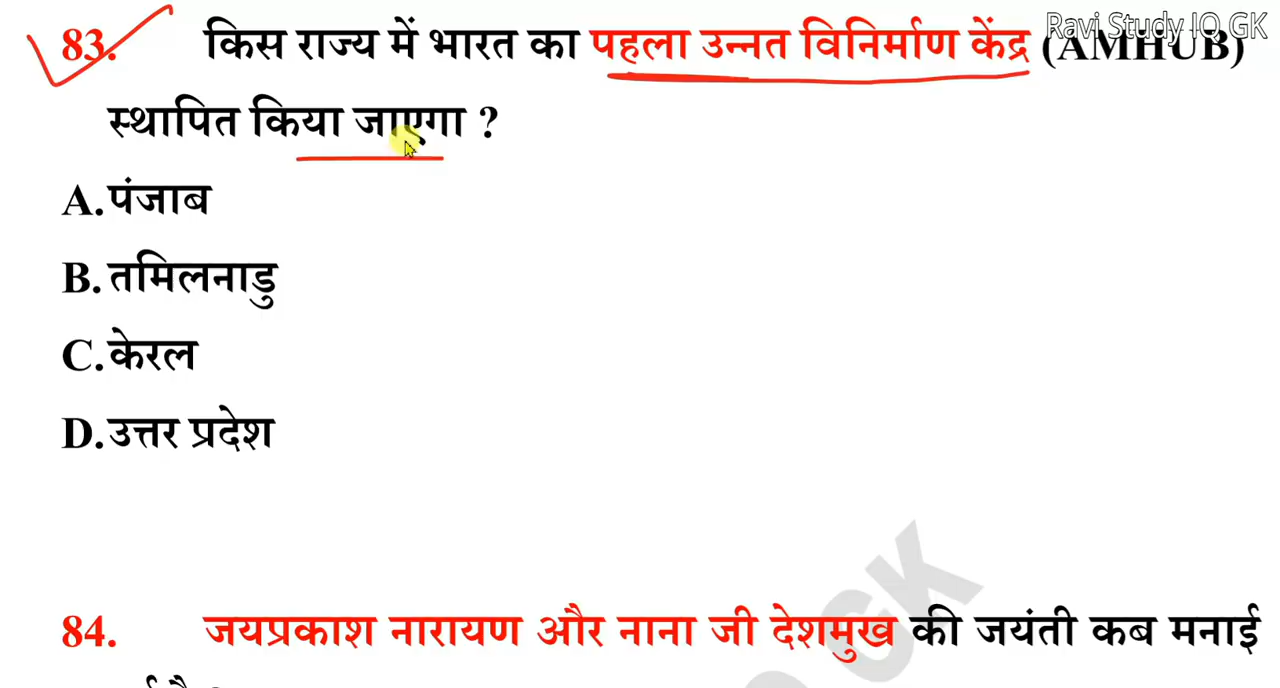 Ravi Study IQ GK
83. किस राज्य में भारत का पहला उन्नत विनिर्माण केंद्र (AMHUB)
स्थापित किया जाएगा ?
A. पंजाब
B. तमिलनाडु
C. केरल
D. उत्तर प्रदेश
GK
84. जयप्रकाश नारायण और नाना जी देशमुख की जयंती कब मनाई